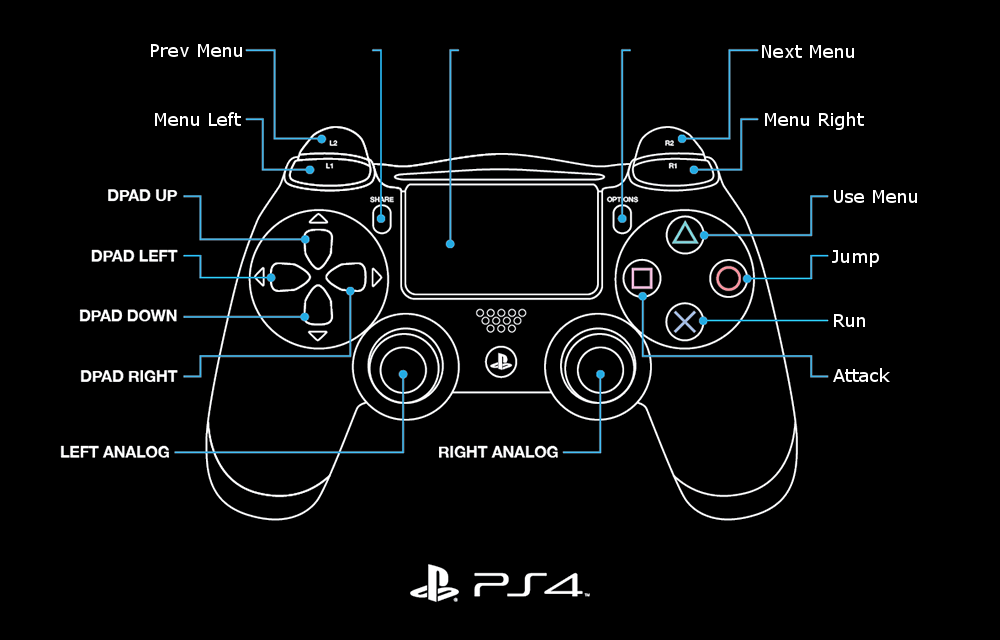 Prev Menu
Next Menu
Menu Left
Menu Right
L2
R2
L1
R1
DPAD UP
SHARE
OPTIONS
Use Menu
DPAD LEFT
Jump
DPAD DOWN
Run
DPAD RIGHT
Attack
LEFT ANALOG
RIGHT ANALOG
PS4™